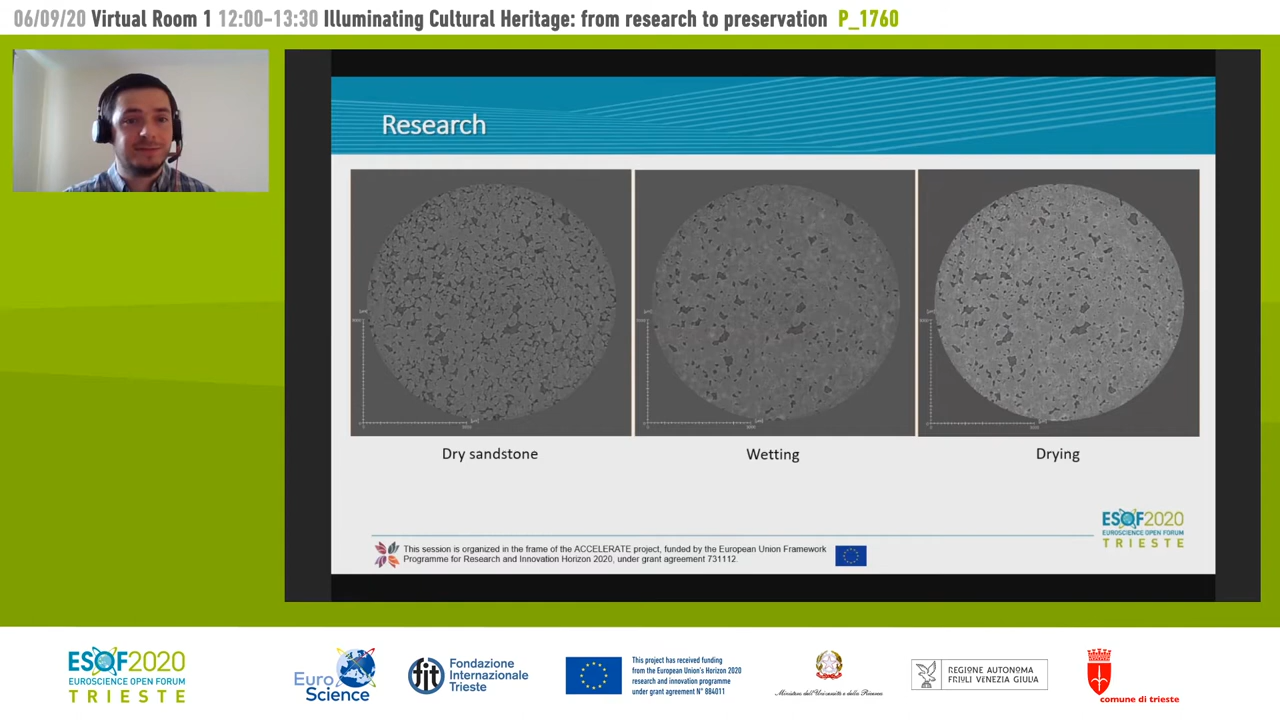 06/09/20 Virtual Room 1 12:00-13:30 Illuminating Cultural Heritage: from research to preservation P_1760
Research
Dry sandstone
Wetting
Drying
ESOF2020
EUROSCIENCE OPEN FORUM
TRIESTE
This session is organized in the frame of the ACCELERATE project, funded by the European Union Framework
Programme for Research and Innovation Horizon 2020, under grant agreement 731112.
ESOF2020
EUROSCIENCE OPEN FORUM
TRIESTE
Euro
Science
fit
Fondazione
Internazionale
Trieste
This project has received funding
from the European Union's Horizon 2020
research and innovation programme
under grant agreement N° 884011
Ministero dell'Università e della Ricerca
REGIONE AUTONOMA
FRIULI VENEZIA GIULIA
comune di trieste